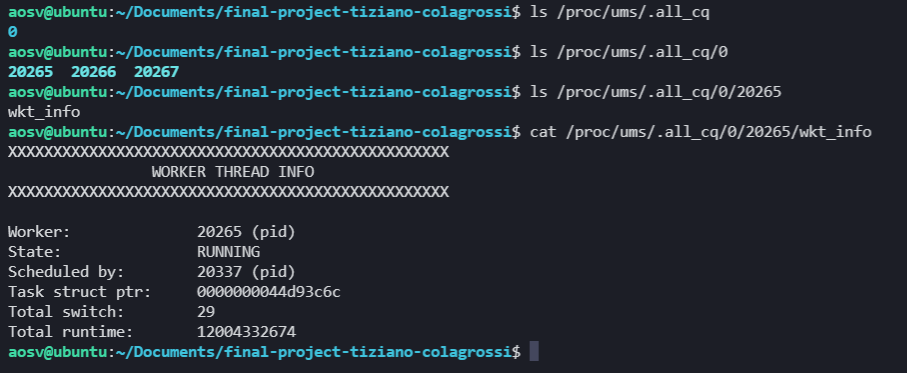 aosv@ubuntu:~/Documents/final-project-tiziano-colagrossi$ ls /proc/ums/.all_cq
0
aosv@ubuntu:~/Documents/final-project-tiziano-colagrossi$ ls /proc/ums/.all_cq/0
20265  20266  20267
aosv@ubuntu:~/Documents/final-project-tiziano-colagrossi$ ls /proc/ums/.all_cq/0/20265
wkt_info
aosv@ubuntu:~/Documents/final-project-tiziano-colagrossi$ cat /proc/ums/.all_cq/0/20265/wkt_info
XXXXXXXXXXXXXXXXXXXXXXXXXXXXXXXXXXXXXXXXXXXXXXXXX
WORKER THREAD INFO
XXXXXXXXXXXXXXXXXXXXXXXXXXXXXXXXXXXXXXXXXXXXXXXXX
Worker: 20265 (pid)
State: RUNNING
Scheduled by: 20337 (pid)
Task struct ptr: 0000000044d93c6c
Total switch: 29
Total runtime: 12004332674
aosv@ubuntu:~/Documents/final-project-tiziano-colagrossi$